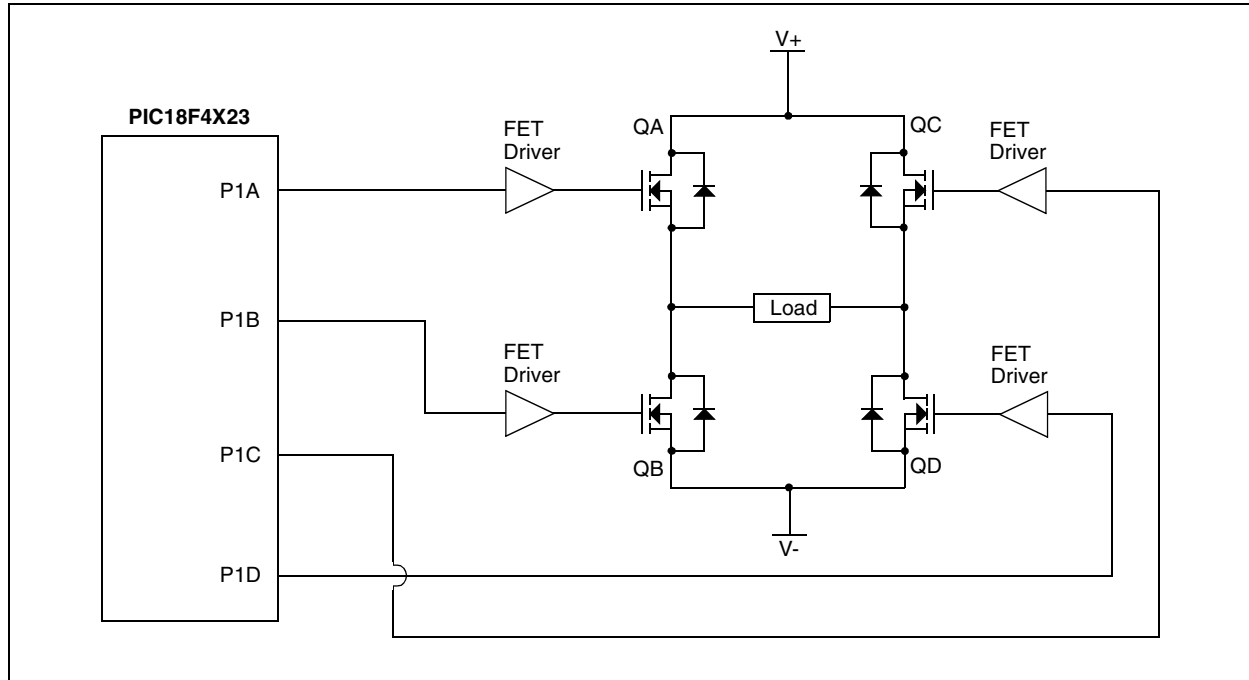 V+
PIC18F4X23
FET
Driver
QA
QC
FET
Driver
P1A
P1B
FET
Driver
Load
FET
Driver
P1C
QB
QD
V-
P1D